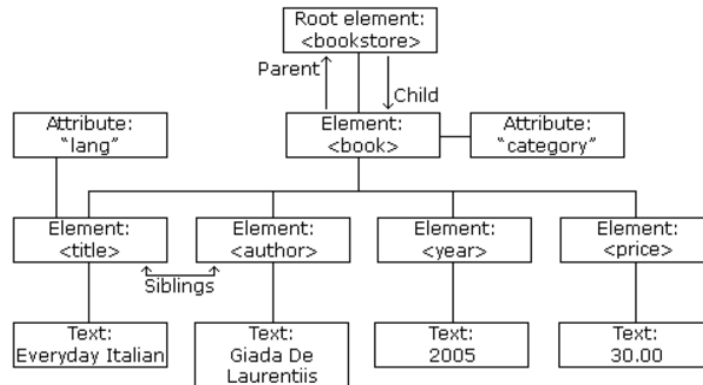 Root element:
<bookstore>
Parent
Child
Attribute:
"lang"
Element:
<book>
Attribute:
"category"
Element:
<title>
Element:
<author>
Element:
<year>
Element:
<price>
Siblings
Text:
Everyday Italian
Text:
Giada De
Laurentiis
Text:
2005
Text:
30.00